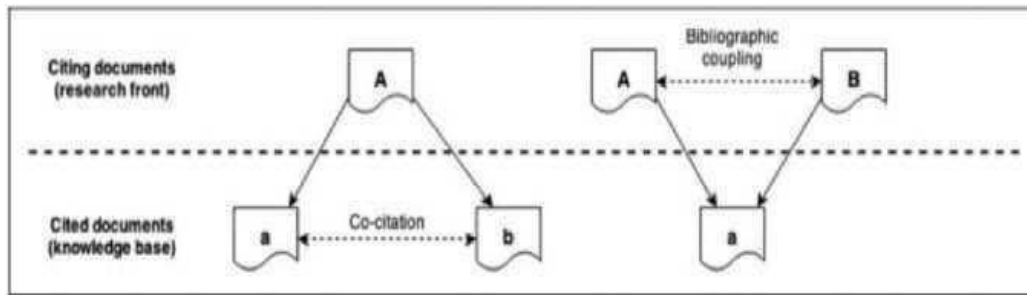 Citing documents
(research front)
A
A
Bibliographic
coupling
B
Cited documents
(knowledge base)
a
Co-citation
b
a